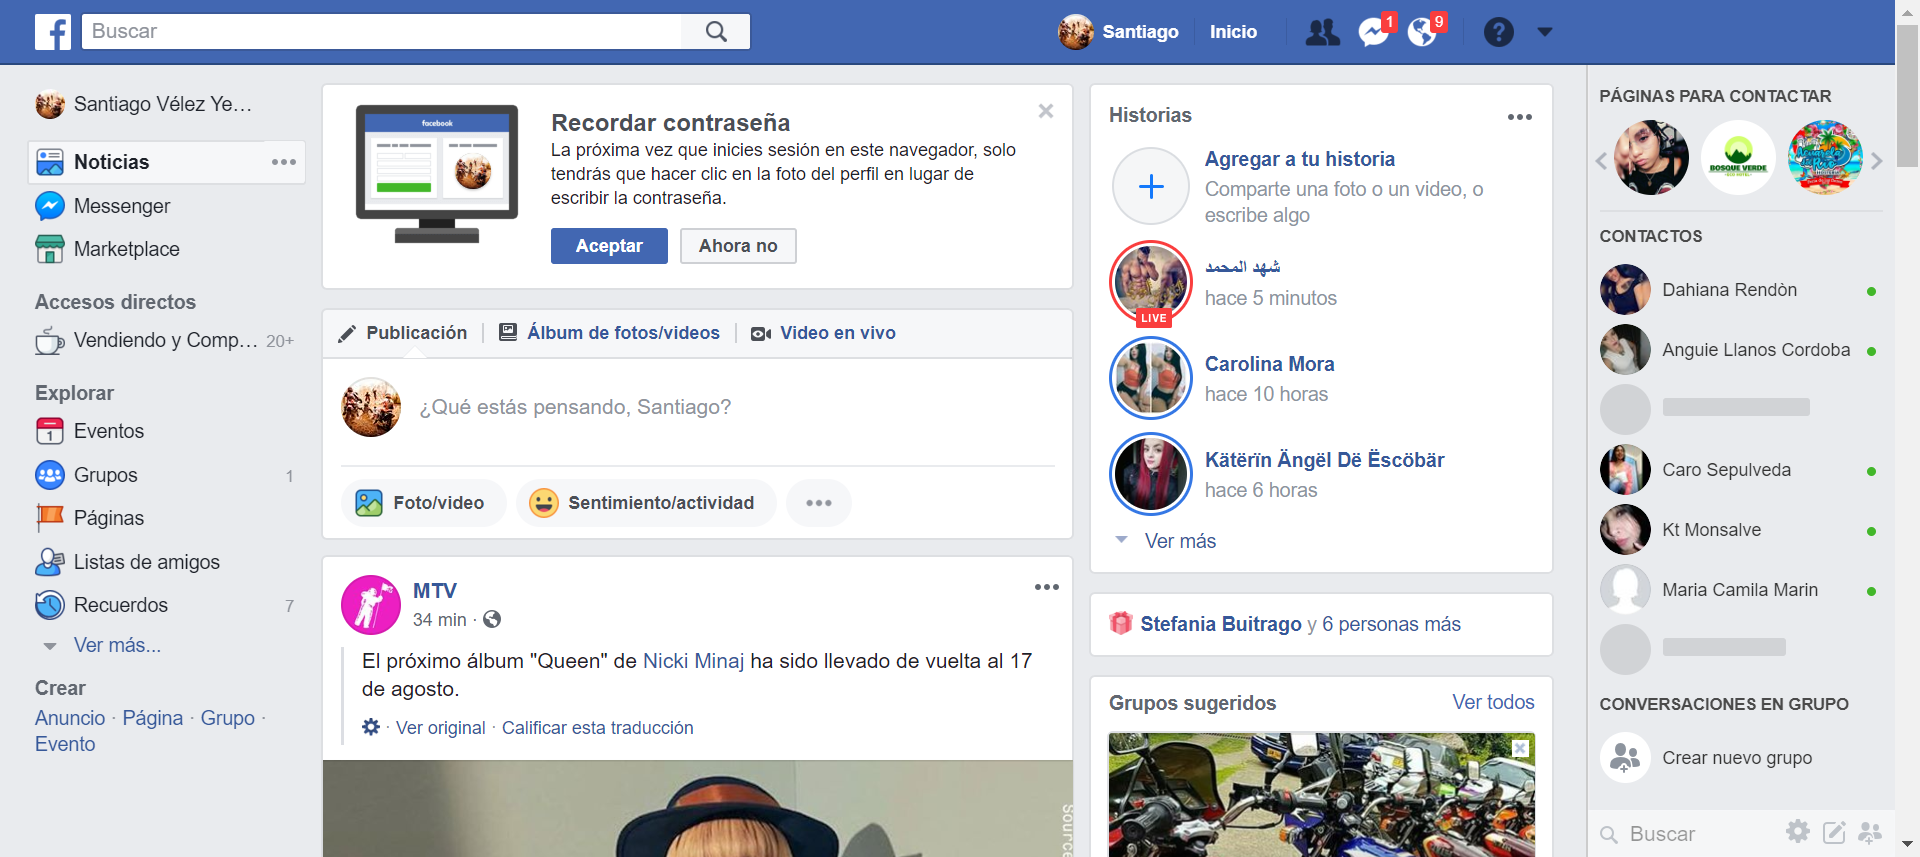 Buscar
Santiago
Inicio
1
9
Santiago Vélez Ye...
Noticias
Messenger
Marketplace
Accesos directos
Vendiendo y Comp... 20+
Explorar
1
Eventos
Grupos 1
Páginas
Listas de amigos
Recuerdos 7
Ver más...
Crear
Anuncio · Página · Grupo ·
Evento
facebook
Recordar contraseña
La próxima vez que inicies sesión en este navegador, solo
tendrás que hacer clic en la foto del perfil en lugar de
escribir la contraseña.
Aceptar
Ahora no
Publicación
Álbum de fotos/videos
Video en vivo
¿Qué estás pensando, Santiago?
Foto/video
Sentimiento/actividad
MTV
34 min ·
El próximo álbum "Queen" de Nicki Minaj ha sido llevado de vuelta al 17
de agosto.
· Ver original · Calificar esta traducción
Source
Historias
Agregar a tu historia
Comparte una foto o un video, o
escribe algo
شهد المحمد
hace 5 minutos
LIVE
Carolina Mora
hace 10 horas
Kätërïn Ängël Dë Ëscöbär
hace 6 horas
Ver más
Stefania Buitrago y 6 personas más
Grupos sugeridos
Ver todos
PÁGINAS PARA CONTACTAR
BOSQUE VERDE
CONTACTOS
Dahiana Rendòn
Anguie Llanos Cordoba
Caro Sepulveda
Kt Monsalve
Maria Camila Marin
CONVERSACIONES EN GRUPO
Crear nuevo grupo
Buscar